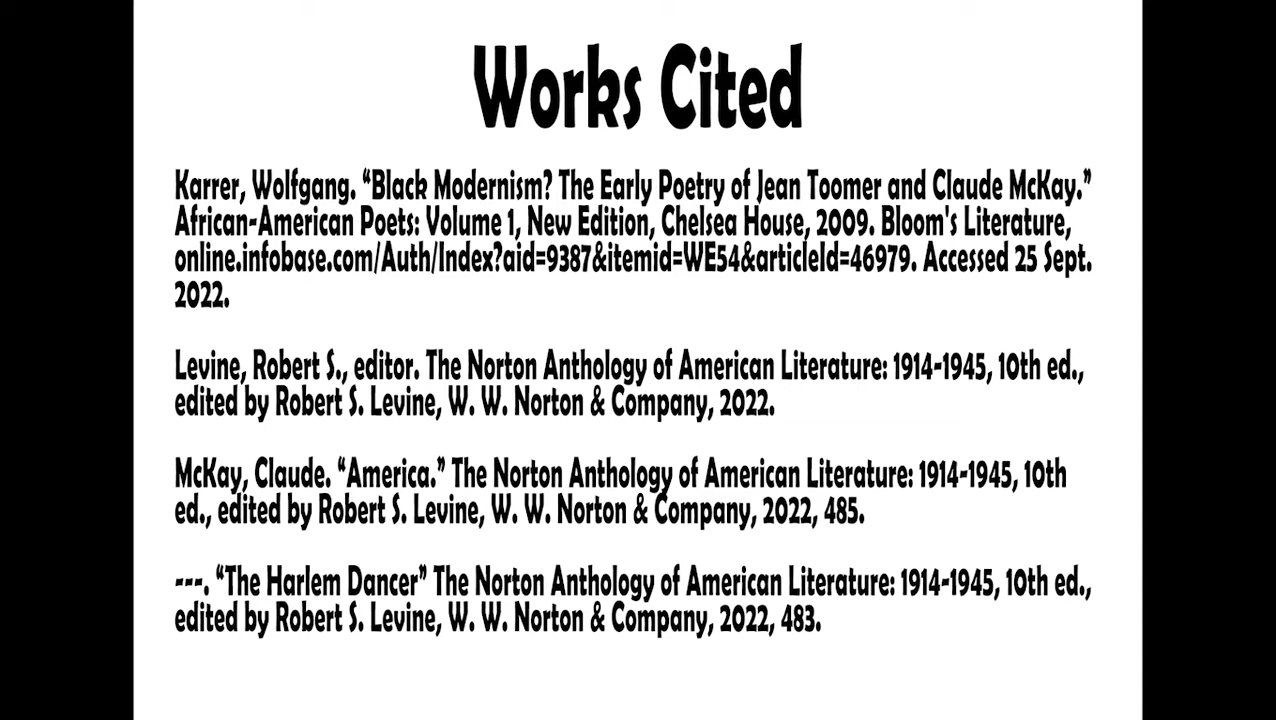 Works Cited
Karrer, Wolfgang. “Black Modernism? The Early Poetry of Jean Toomer and Claude McKay.”
African-American Poets: Volume 1, New Edition, Chelsea House, 2009. Bloom's Literature,
online.infobase.com/Auth/Index?aid=9387&itemid=WE54&articleId=46979. Accessed 25 Sept.
2022.
Levine, Robert S., editor. The Norton Anthology of American Literature: 1914-1945, 10th ed.,
edited by Robert S. Levine, W. W. Norton & Company, 2022.
McKay, Claude. “America.” The Norton Anthology of American Literature: 1914-1945, 10th
ed., edited by Robert S. Levine, W. W. Norton & Company, 2022, 485.
---. “The Harlem Dancer” The Norton Anthology of American Literature: 1914-1945, 10th ed.,
edited by Robert S. Levine, W. W. Norton & Company, 2022, 483.